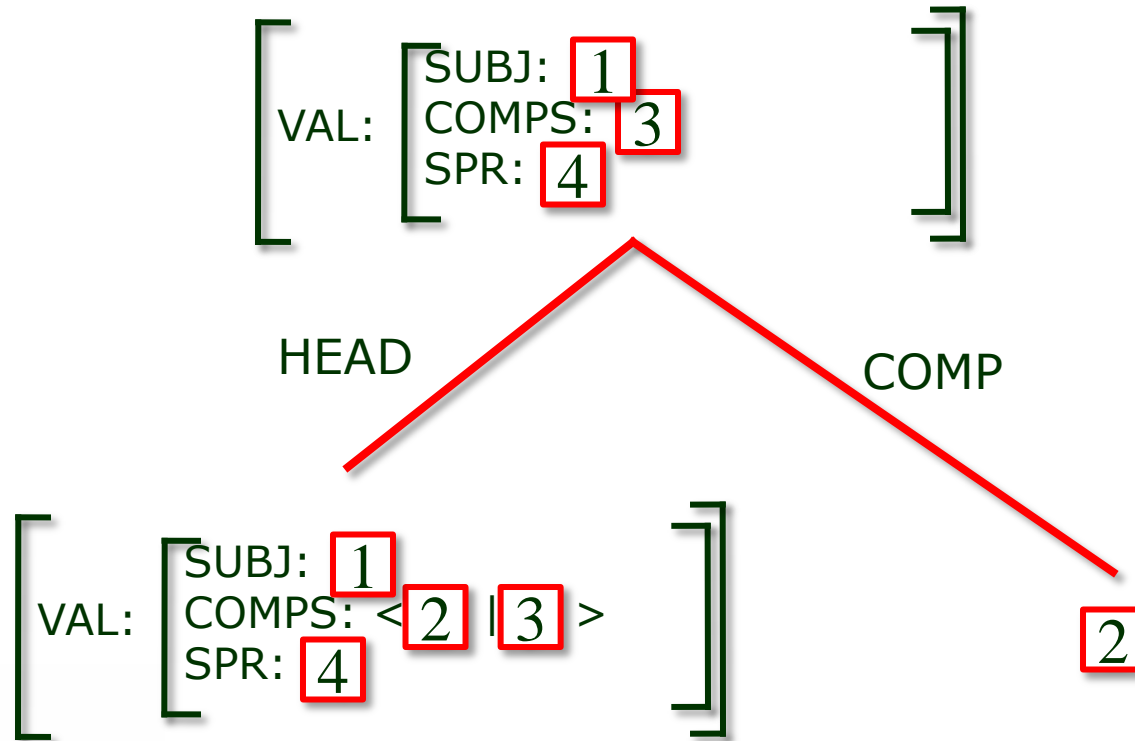 SUBJ: 1
VAL: COMPS: 3
SPR: 4
HEAD
COMP
SUBJ: 1
VAL: COMPS: <2 |3 >
SPR: 4
2